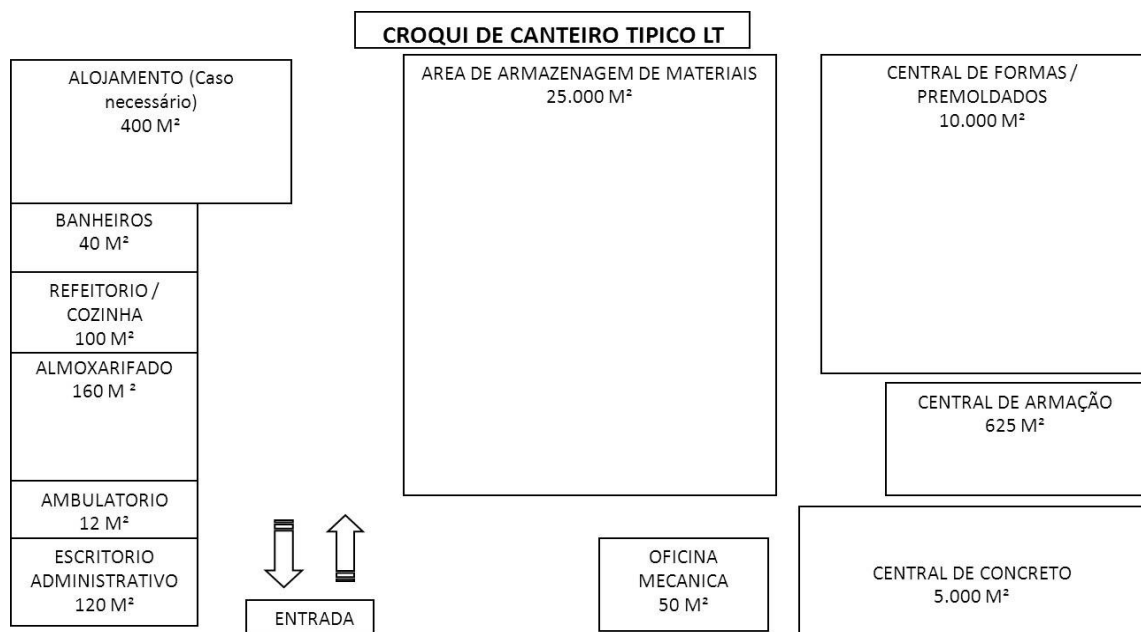 CROQUI DE CANTEIRO TIPICO LT
ALOJAMENTO (Caso
necessário)
400 M²
BANHEIROS
40 M²
REFEITORIO /
COZINHA
100 M²
ALMOXARIFADO
160 M ²
AMBULATORIO
12 M²
ESCRITORIO
ADMINISTRATIVO
120 M²
ENTRADA
AREA DE ARMAZENAGEM DE MATERIAIS
25.000 M²
OFICINA
MECANICA
50 M²
CENTRAL DE FORMAS /
PREMOLDADOS
10.000 M²
CENTRAL DE ARMAÇÃO
625 M²
CENTRAL DE CONCRETO
5.000 M²